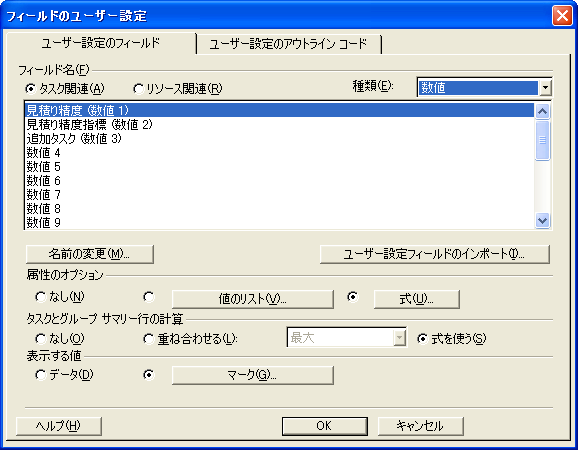 フィールドのユーザー設定
ユーザー設定のフィールド ユーザー設定のアウトライン コード
フィールド名(F)
タスク関連(A) リソース関連(R) 種類(E): 数値
見積り精度 (数値 1)
見積り精度指標 (数値 2)
追加タスク (数値 3)
数値 4
数値 5
数値 6
数値 7
数値 8
数値 9
名前の変更(M)... ユーザー設定フィールドのインポート(I)...
属性のオプション
なし(N) 値のリスト(V)... 式(U)...
タスクとグループ サマリー行の計算
なし(O) 重ね合わせる(L): 最大 式を使う(S)
表示する値
データ(D) マーク(G)...
ヘルプ(H) OK キャンセル